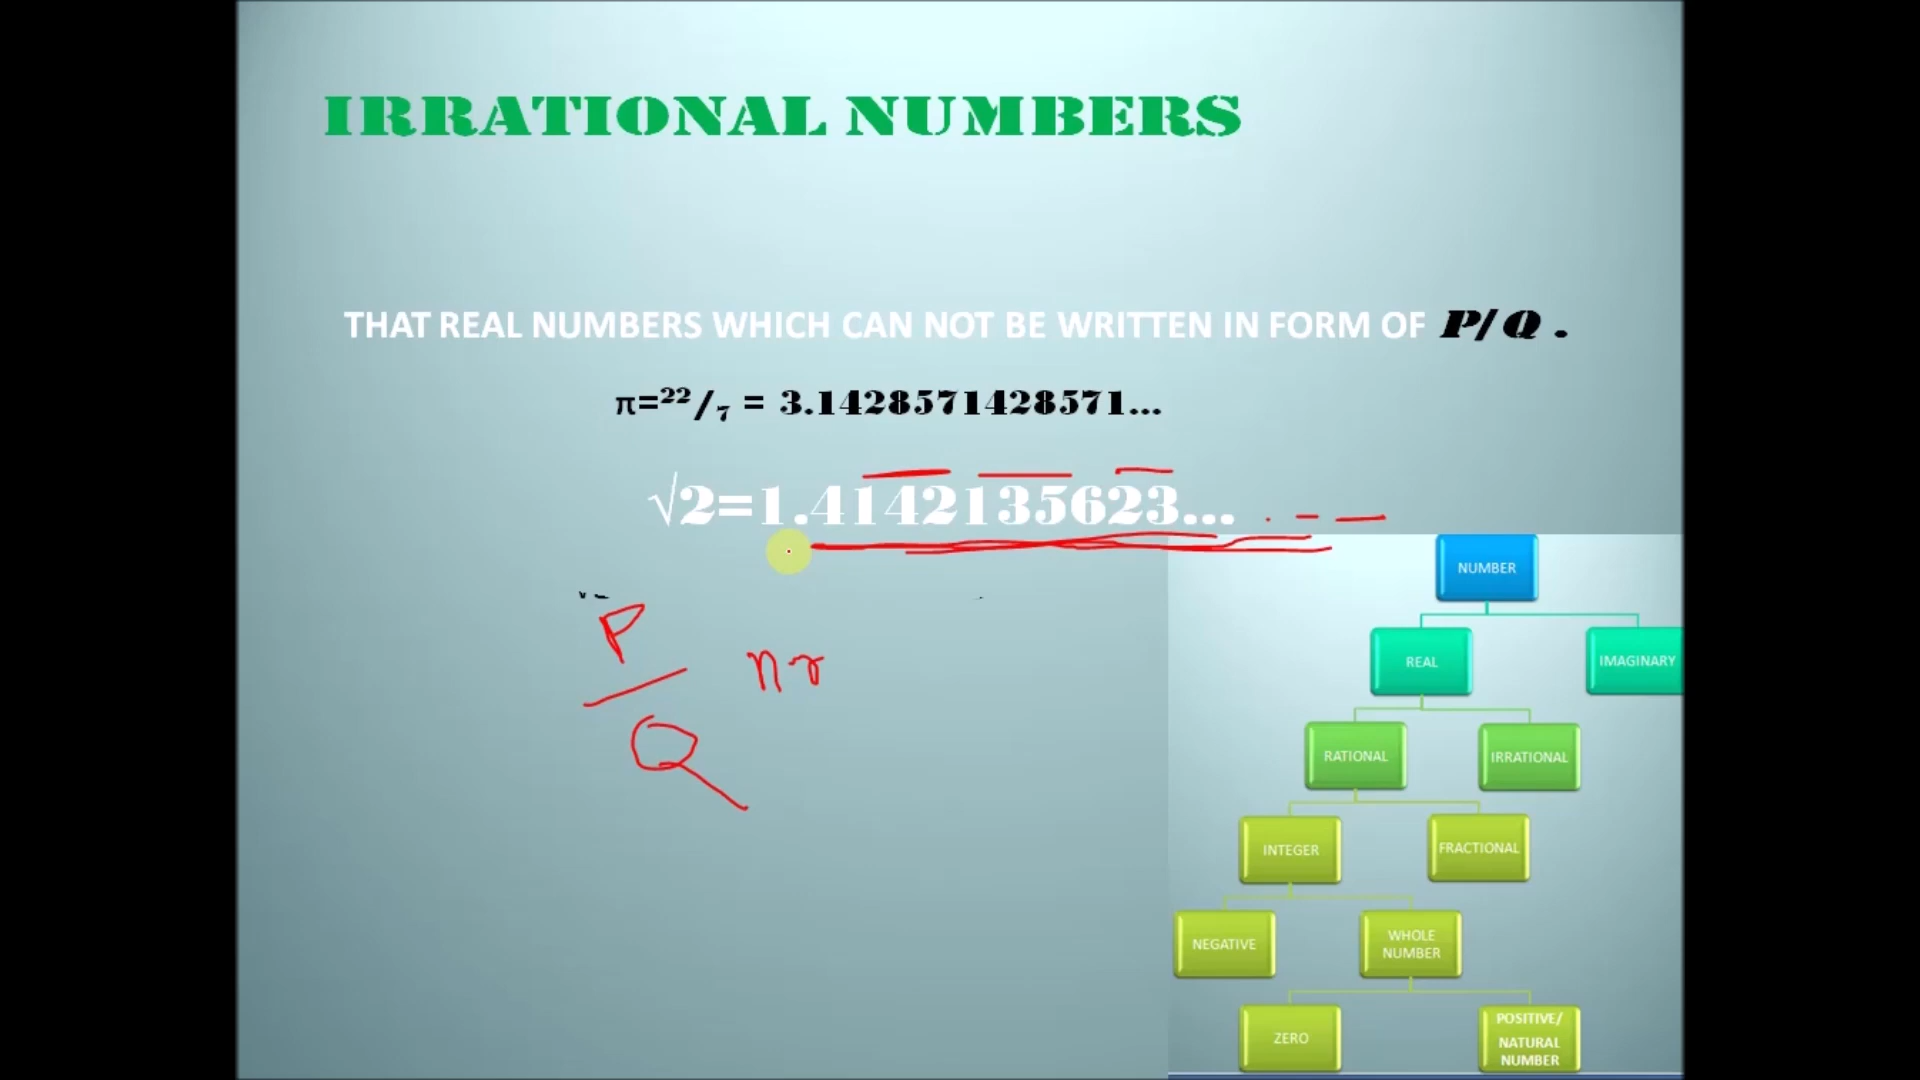 IRRATIONAL NUMBERS
THAT REAL NUMBERS WHICH CAN NOT BE WRITTEN IN FORM OF P/Q .
π=²²/₇ = 3.1428571428571...
√2=1.4142135623...
P
Q
nr
NUMBER
REAL
IMAGINARY
RATIONAL
IRRATIONAL
INTEGER
FRACTIONAL
NEGATIVE
WHOLE
NUMBER
ZERO
POSITIVE/
NATURAL
NUMBER